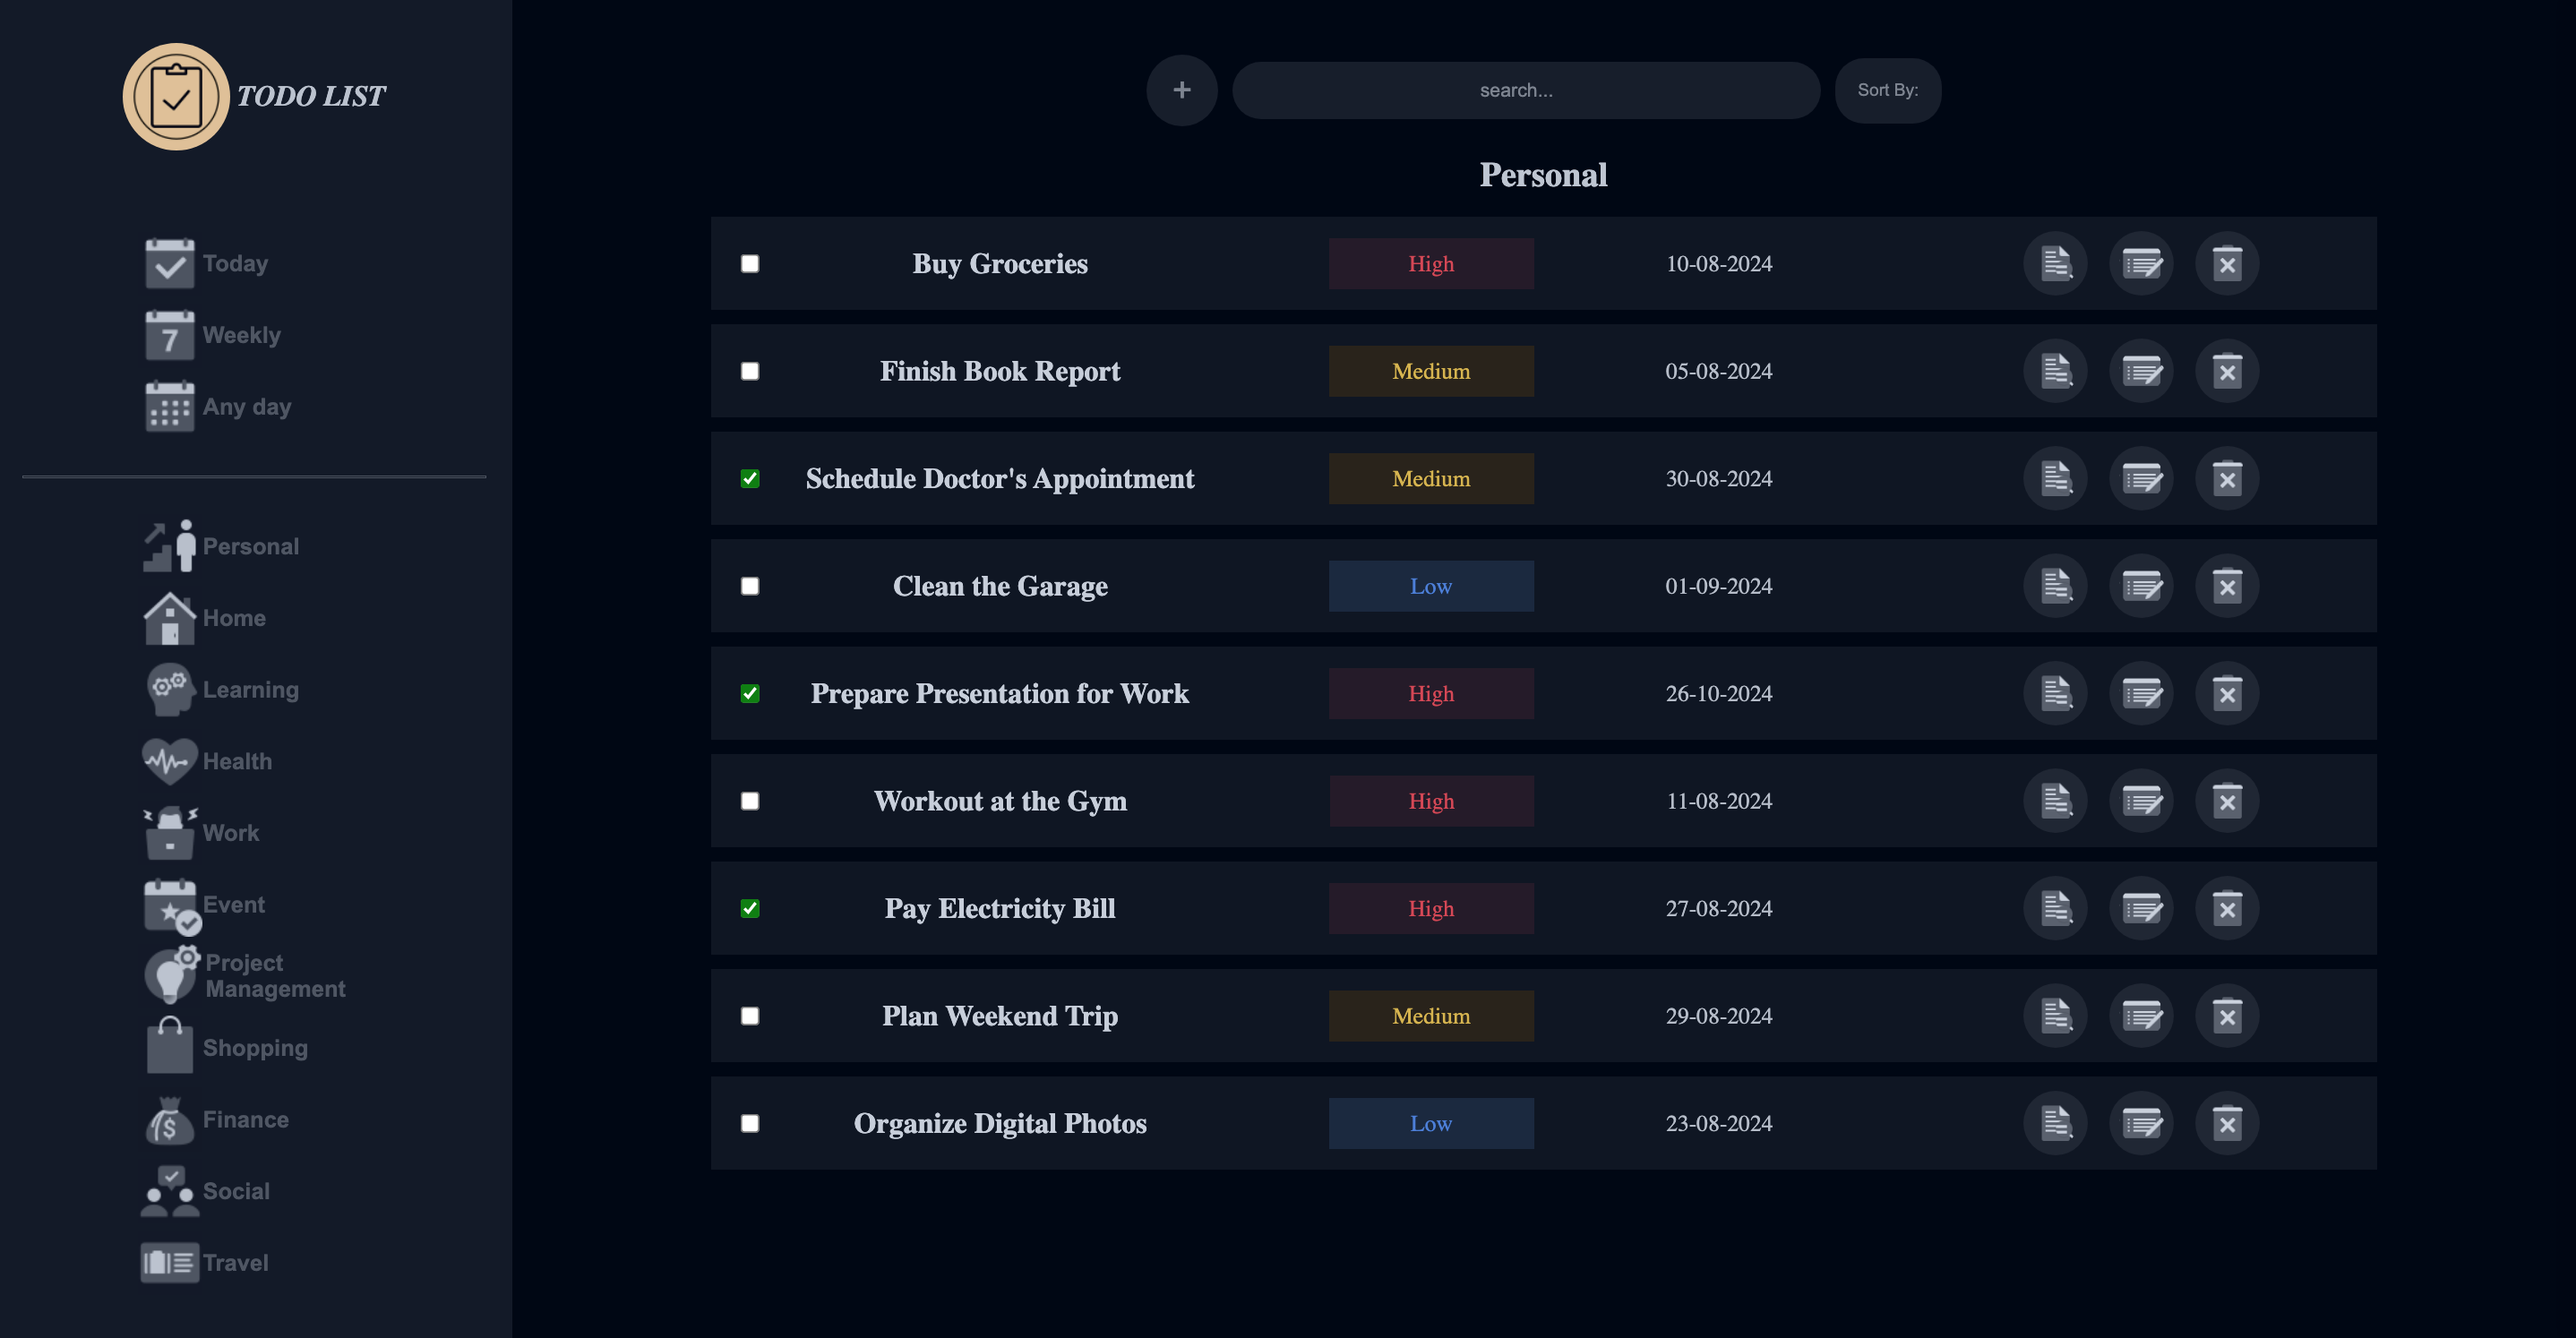 TODO LIST
Today
7
Weekly
Any day
Personal
Home
Learning
Health
Work
Event
Project
Management
Shopping
$
Finance
Social
Travel
+
search...
Sort By:
Personal
Buy Groceries High 10-08-2024
Finish Book Report Medium 05-08-2024
Schedule Doctor's Appointment Medium 30-08-2024
Clean the Garage Low 01-09-2024
Prepare Presentation for Work High 26-10-2024
Workout at the Gym High 11-08-2024
Pay Electricity Bill High 27-08-2024
Plan Weekend Trip Medium 29-08-2024
Organize Digital Photos Low 23-08-2024